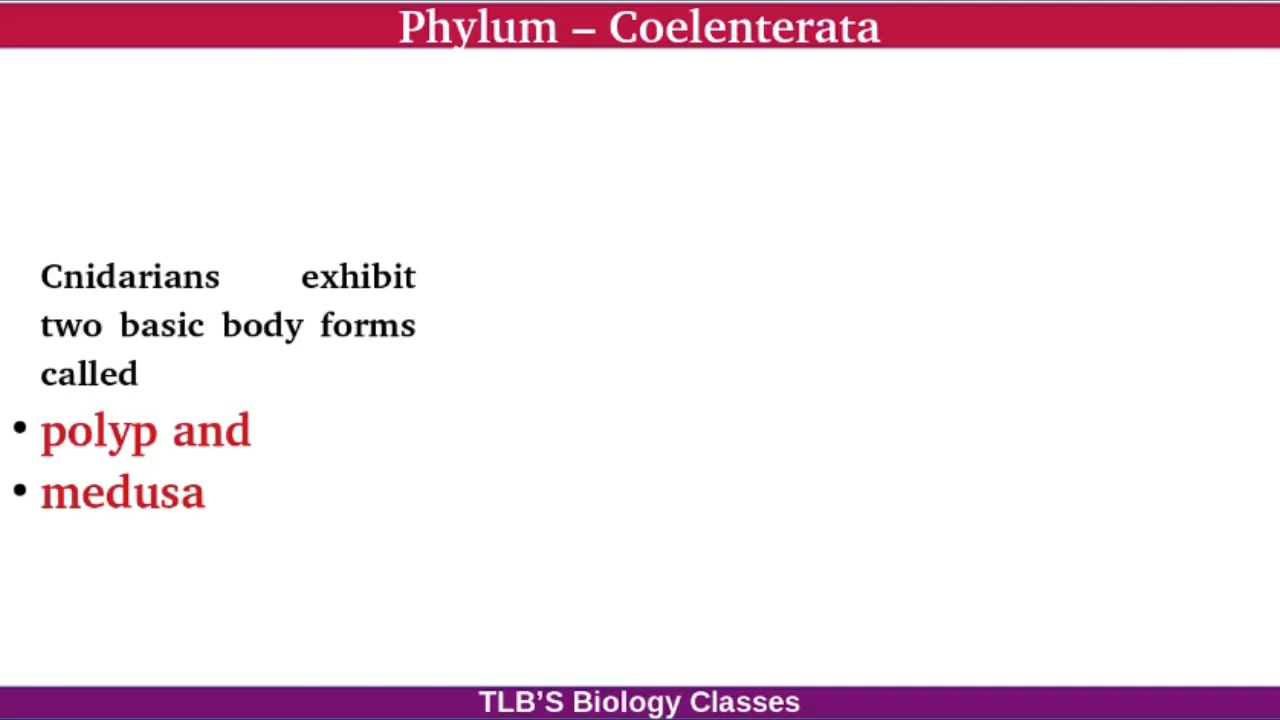 Phylum – Coelenterata
Cnidarians exhibit
two basic body forms
called
• polyp and
• medusa
TLB’S Biology Classes